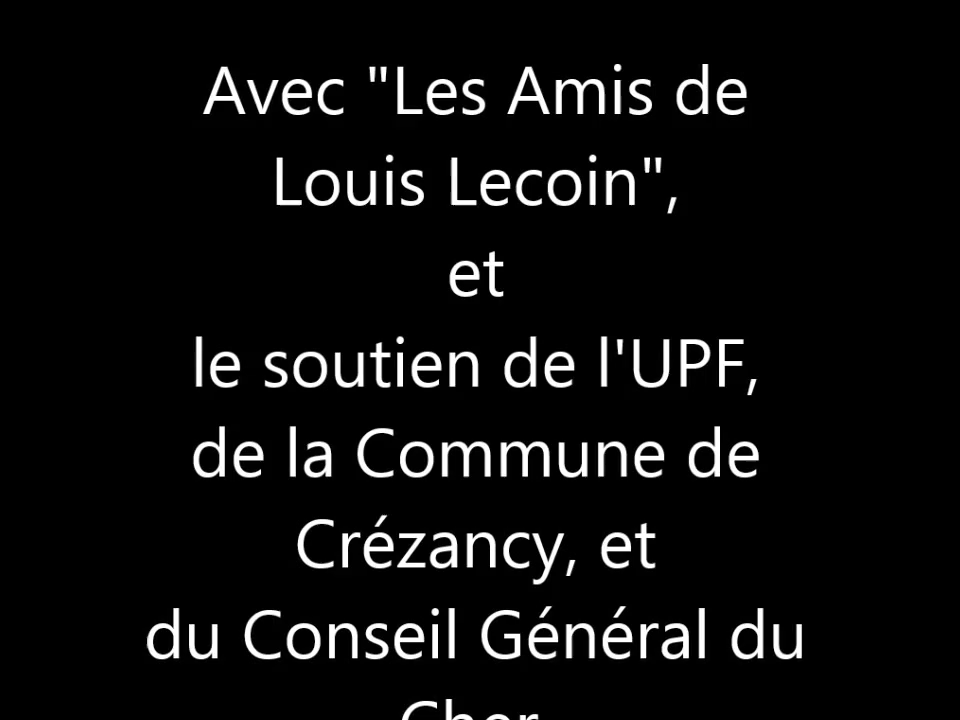 Avec "Les Amis de
Louis Lecoin",
et
le soutien de l'UPF,
de la Commune de
Crézancy, et
du Conseil Général du
Cher